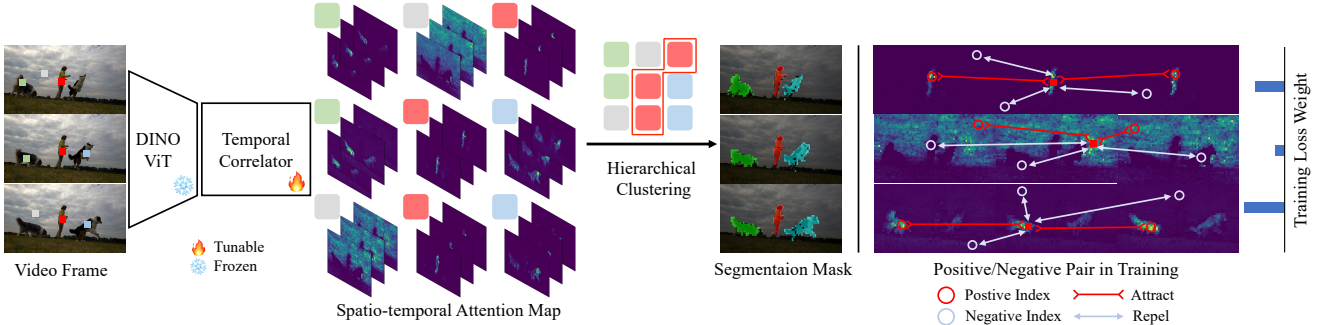 DINO
ViT
Temporal
Correlator
Tunable
Frozen
Video Frame
Spatio-temporal Attention Map
Hierarchical
Clustering
Segmentaion Mask
Positive/Negative Pair in Training
Postive Index
Attract
Negative Index
Repel
Training Loss Weight